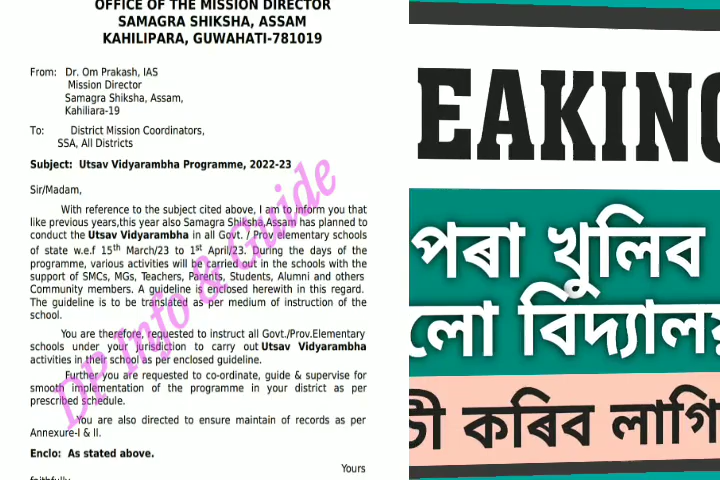 OFFICE OF THE MISSION DIRECTOR
SAMAGRA SHIKSHA, ASSAM
KAHILIPARA, GUWAHATI-781019
From: Dr. Om Prakash, IAS
Mission Director
Samagra Shiksha, Assam,
Kahiliara-19
To: District Mission Coordinators,
SSA, All Districts
Subject: Utsav Vidyarambha Programme, 2022-23
Sir/Madam,
With reference to the subject cited above, I am to inform you that
like previous years,this year also Samagra Shiksha,Assam has planned to
conduct the Utsav Vidyarambha in all Govt. / Prov elementary schools
of state w.e.f 15th March/23 to 1st April/23. During the days of the
programme, various activities will be carried out in the schools with the
support of SMCs, MGs, Teachers, Parents, Students, Alumni and others
Community members. A guideline is enclosed herewith in this regard.
The guideline is to be translated as per medium of instruction of the
school.
You are therefore, requested to instruct all Govt./Prov.Elementary
schools under your jurisdiction to carry out Utsav Vidyarambha
activities in their school as per enclosed guideline.
Further you are requested to co-ordinate, guide & supervise for
smooth implementation of the programme in your district as per
prescribed schedule.
You are also directed to ensure maintain of records as per
Annexure-I & II.
Enclo: As stated above.
Yours
faithfully
DP Info & Guide
EAKING
পৰা খুলিব
লো বিদ্যালয়
চী কৰিব লাগি